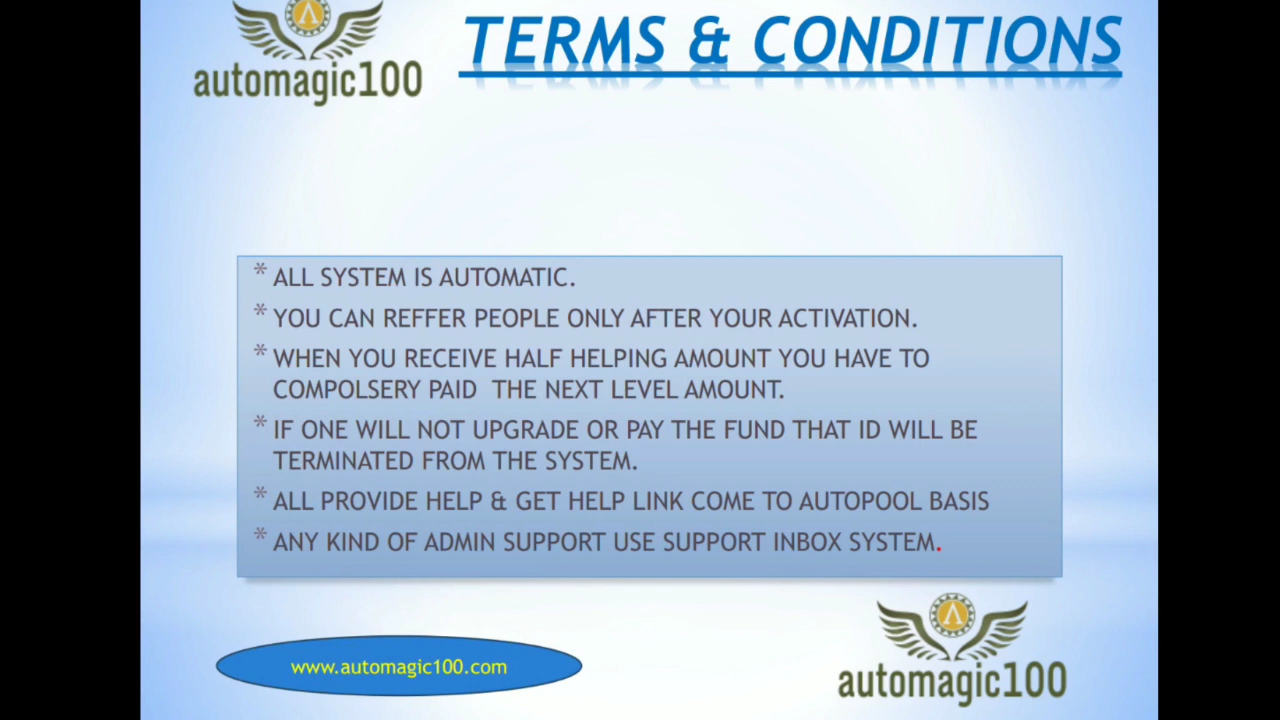 automagic100
TERMS & CONDITIONS
* ALL SYSTEM IS AUTOMATIC.
* YOU CAN REFFER PEOPLE ONLY AFTER YOUR ACTIVATION.
* WHEN YOU RECEIVE HALF HELPING AMOUNT YOU HAVE TO
COMPOLSERY PAID THE NEXT LEVEL AMOUNT.
* IF ONE WILL NOT UPGRADE OR PAY THE FUND THAT ID WILL BE
TERMINATED FROM THE SYSTEM.
* ALL PROVIDE HELP & GET HELP LINK COME TO AUTOPOOL BASIS
* ANY KIND OF ADMIN SUPPORT USE SUPPORT INBOX SYSTEM.
www.automagic100.com
automagic100